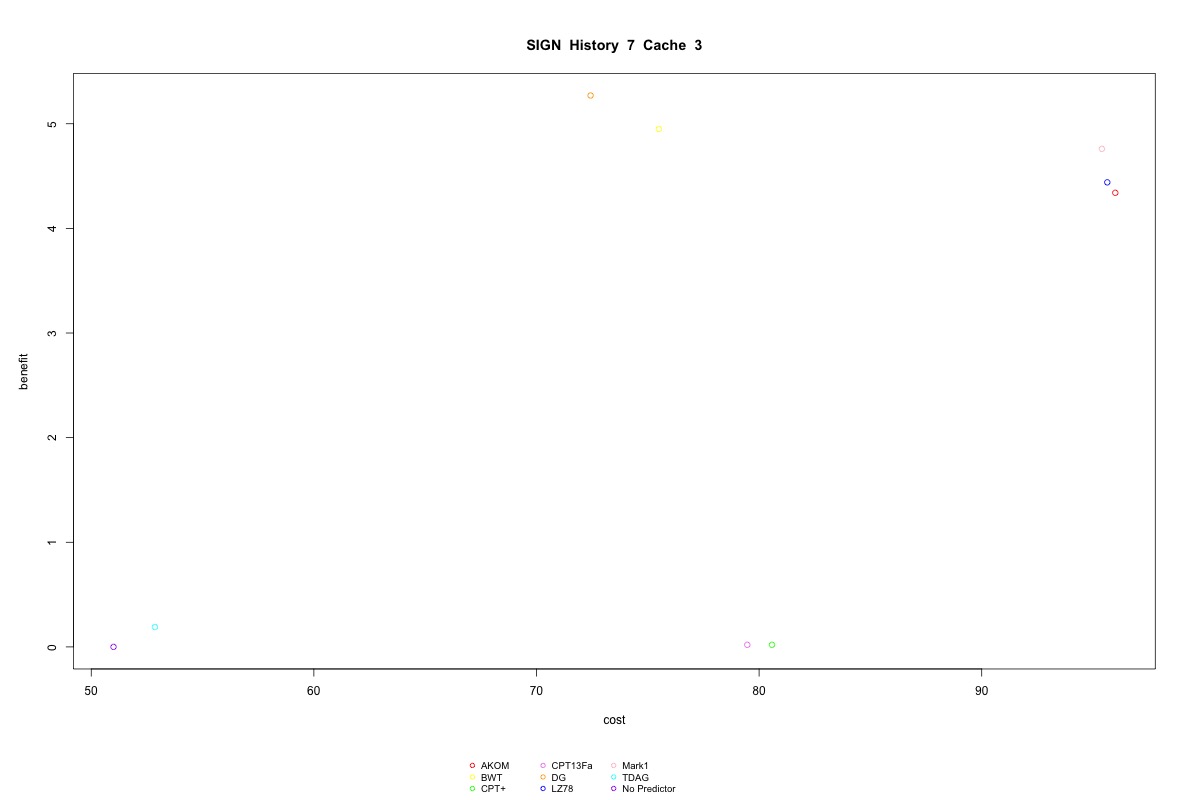 SIGN History 7 Cache 3
5
4
3
2
1
0
benefit
50 60 70 80 90
cost
AKOM CPT13Fa Mark1
BWT DG TDAG
CPT+ LZ78 No Predictor